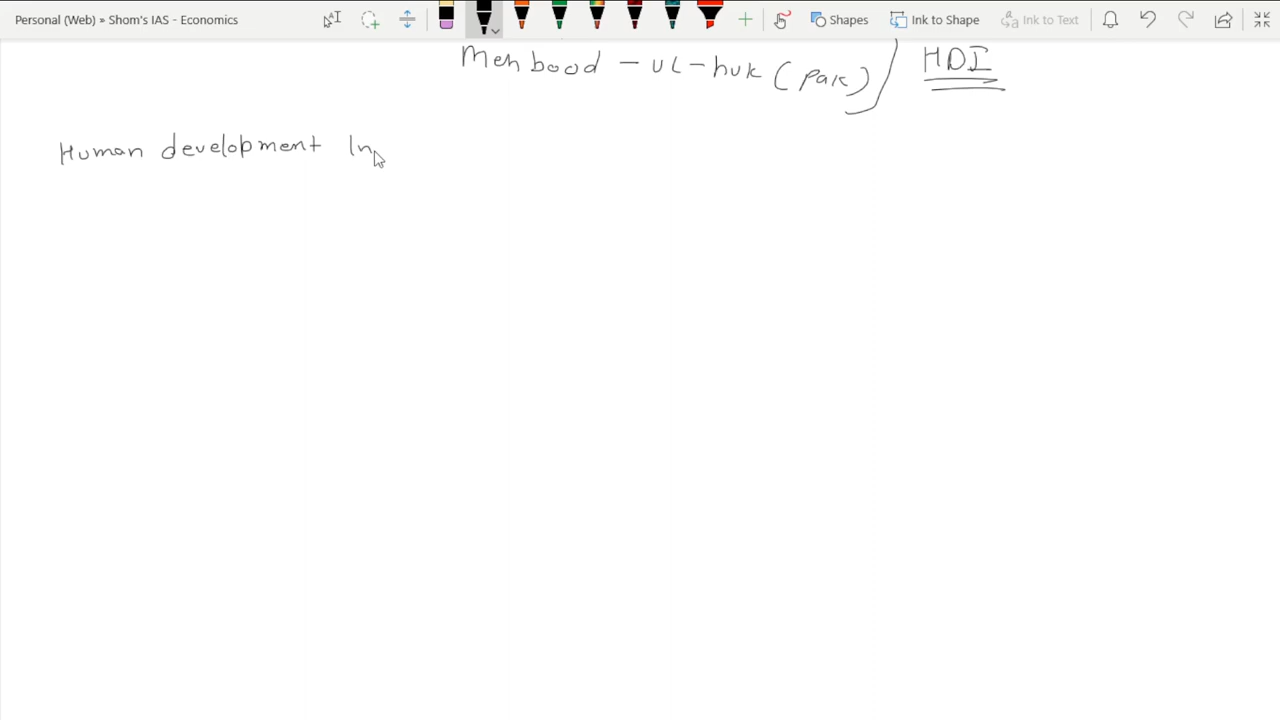 Personal (Web) » Shom's IAS - Economics
Shapes
Ink to Shape
Ink to Text
Mehbood - ul - huk (Pak)
HDI
Human development In